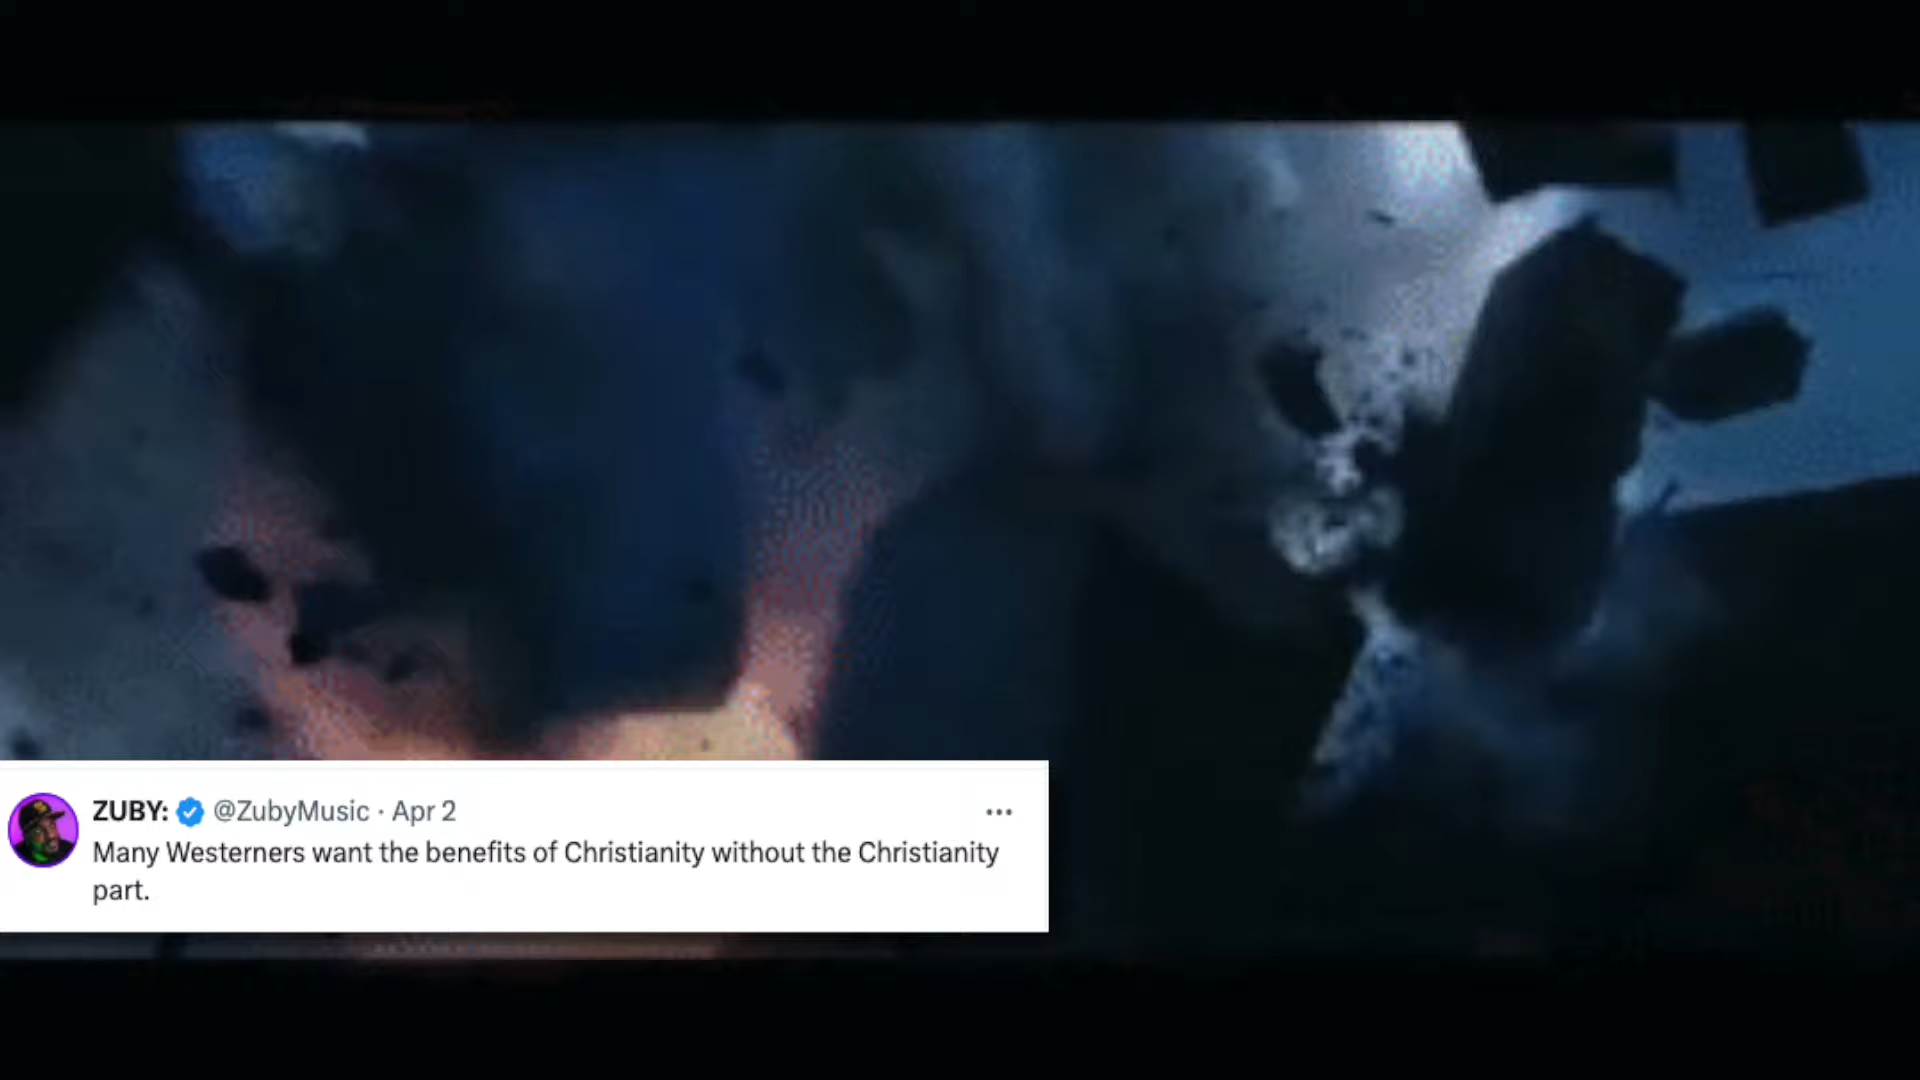 ZUBY: @ZubyMusic · Apr 2
Many Westerners want the benefits of Christianity without the Christianity
part.